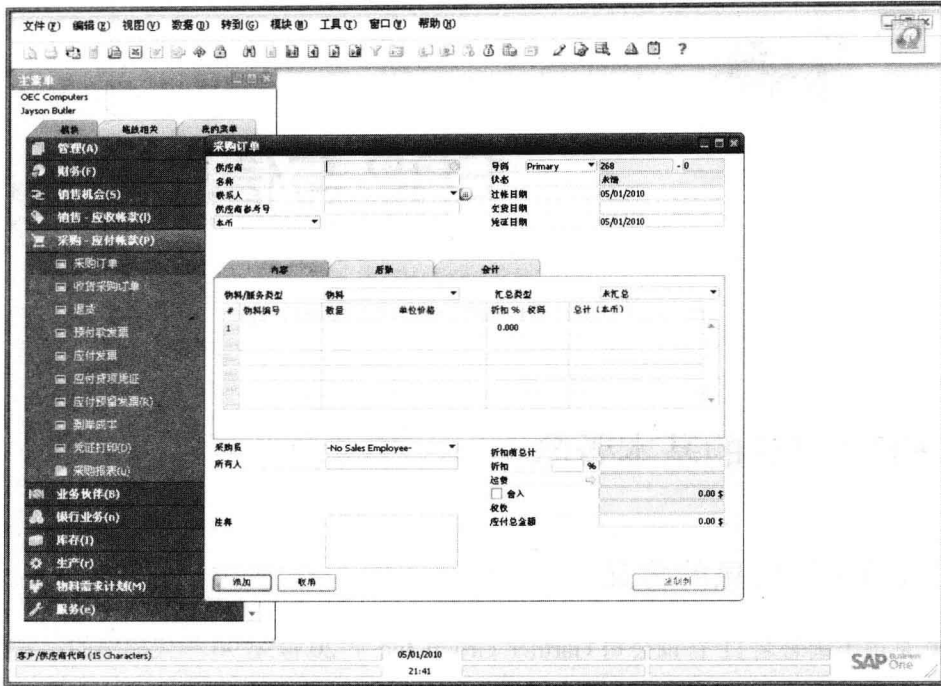 文件(F) 编辑(E) 视图(V) 数据(D) 转到(G) 模块(M) 工具(T) 窗口(W) 帮助(H)
主菜单
OEC Computers
Jayson Butler
模块 拖放相关 我的菜单
管理(A)
财务(F)
销售机会(S)
销售 - 应收帐款(I)
采购 - 应付帐款(P)
采购订单
收货采购订单
退货
预付款发票
应付发票
应付贷项凭证
应付预留发票(R)
到岸成本
凭证打印(D)
采购报表(U)
业务伙伴(B)
银行业务(n)
库存(I)
生产(r)
物料需求计划(M)
服务(e)
采购订单
供应商
名称
联系人
供应商参考号
本币
号码 Primary 268 - 0
状态 未清
过帐日期 05/01/2010
交货日期
凭证日期 05/01/2010
内容 后勤 会计
物料/服务类型 物料 汇总类型 未汇总
# 物料编号 数量 单位价格 折扣 % 税码 总计 (本币)
1 0.000
采购员 -No Sales Employee-
所有人
折扣前总计
折扣 %
运费
舍入 0.00 $
税收
应付总金额 0.00 $
注释
添加 取消 复制到
客户/供应商代码 (15 Characters)
05/01/2010
21:41
SAP Business One